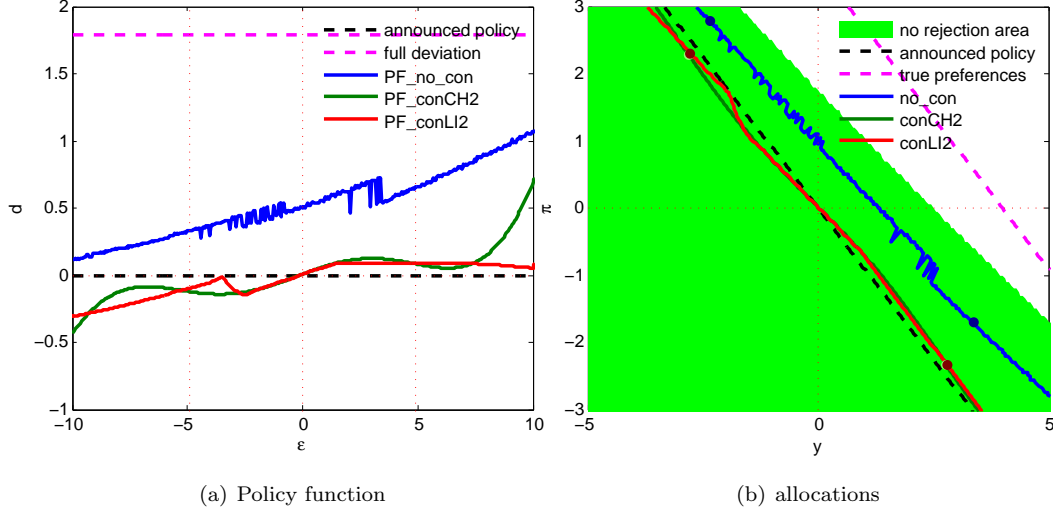 2
1.5
1
0.5
0
−0.5
−1
d
−10
−5
0
5
10
ε
announced policy
full deviation
PF_no_con
PF_conCH2
PF_conLI2
(a) Policy function
3
2
1
0
−1
−2
−3
π
−5
0
5
y
no rejection area
announced policy
true preferences
no_con
conCH2
conLI2
(b) allocations